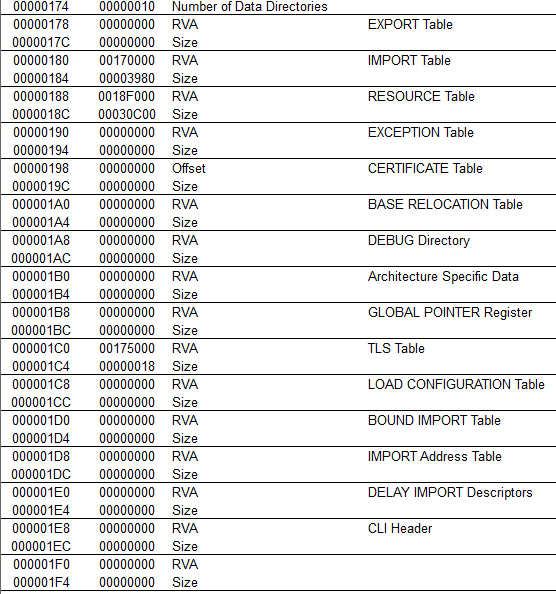 00000174 00000010 Number of Data Directories
00000178 00000000 RVA EXPORT Table
0000017C 00000000 Size
00000180 00170000 RVA IMPORT Table
00000184 00003980 Size
00000188 0018F000 RVA RESOURCE Table
0000018C 00030C00 Size
00000190 00000000 RVA EXCEPTION Table
00000194 00000000 Size
00000198 00000000 Offset CERTIFICATE Table
0000019C 00000000 Size
000001A0 00000000 RVA BASE RELOCATION Table
000001A4 00000000 Size
000001A8 00000000 RVA DEBUG Directory
000001AC 00000000 Size
000001B0 00000000 RVA Architecture Specific Data
000001B4 00000000 Size
000001B8 00000000 RVA GLOBAL POINTER Register
000001BC 00000000 Size
000001C0 00175000 RVA TLS Table
000001C4 00000018 Size
000001C8 00000000 RVA LOAD CONFIGURATION Table
000001CC 00000000 Size
000001D0 00000000 RVA BOUND IMPORT Table
000001D4 00000000 Size
000001D8 00000000 RVA IMPORT Address Table
000001DC 00000000 Size
000001E0 00000000 RVA DELAY IMPORT Descriptors
000001E4 00000000 Size
000001E8 00000000 RVA CLI Header
000001EC 00000000 Size
000001F0 00000000 RVA
000001F4 00000000 Size